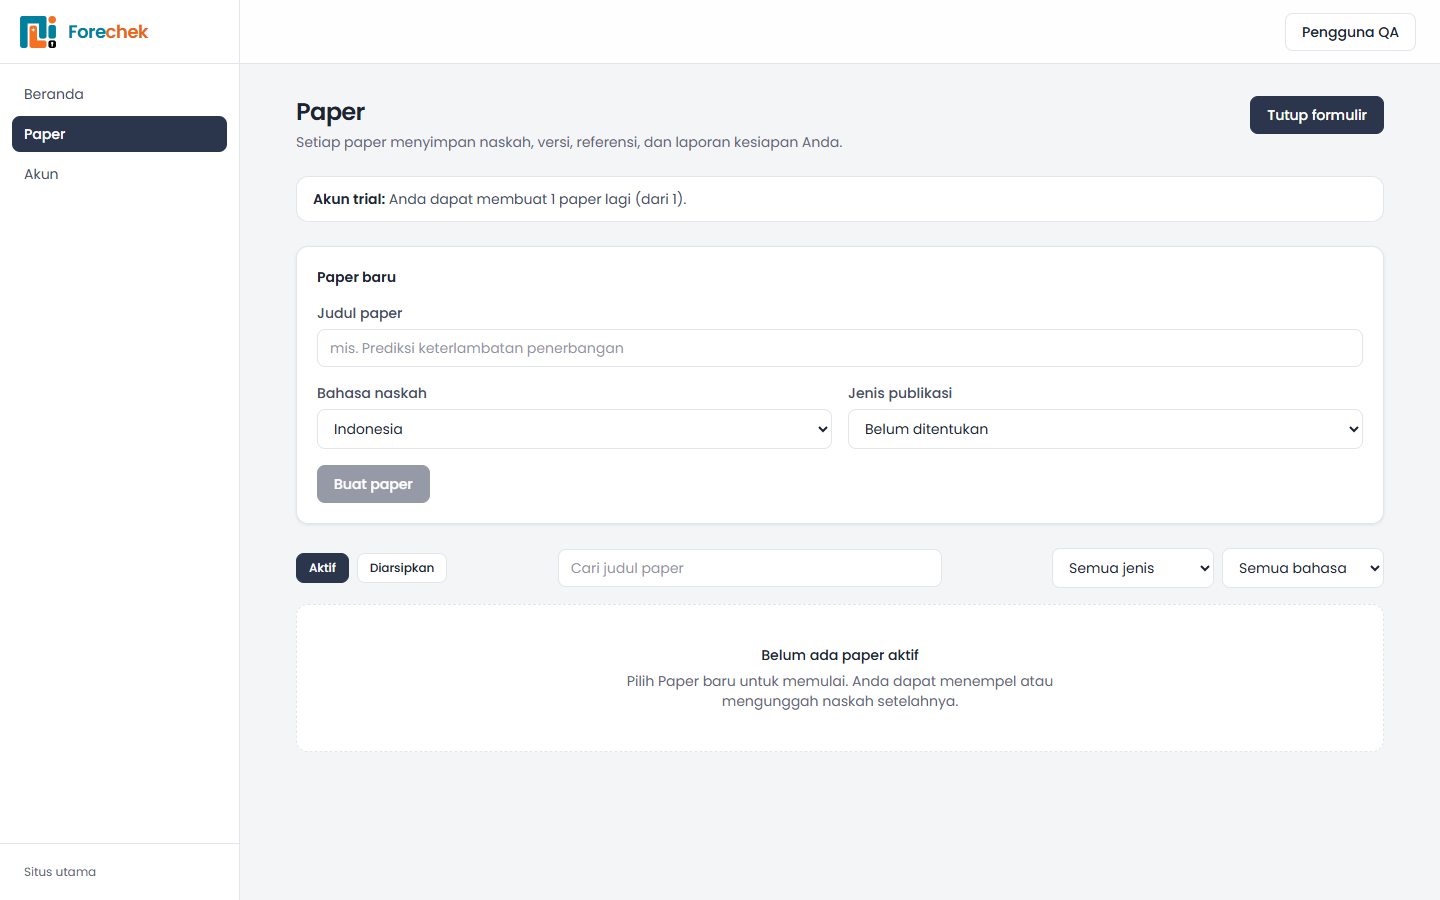 Forechek
Pengguna QA
Beranda
Paper
Akun
Situs utama
Paper
Setiap paper menyimpan naskah, versi, referensi, dan laporan kesiapan Anda.
Tutup formulir
Akun trial: Anda dapat membuat 1 paper lagi (dari 1).
Paper baru
Judul paper
mis. Prediksi keterlambatan penerbangan
Bahasa naskah
Jenis publikasi
Indonesia
Belum ditentukan
Buat paper
Aktif
Diarsipkan
Cari judul paper
Semua jenis
Semua bahasa
Belum ada paper aktif
Pilih Paper baru untuk memulai. Anda dapat menempel atau
mengunggah naskah setelahnya.